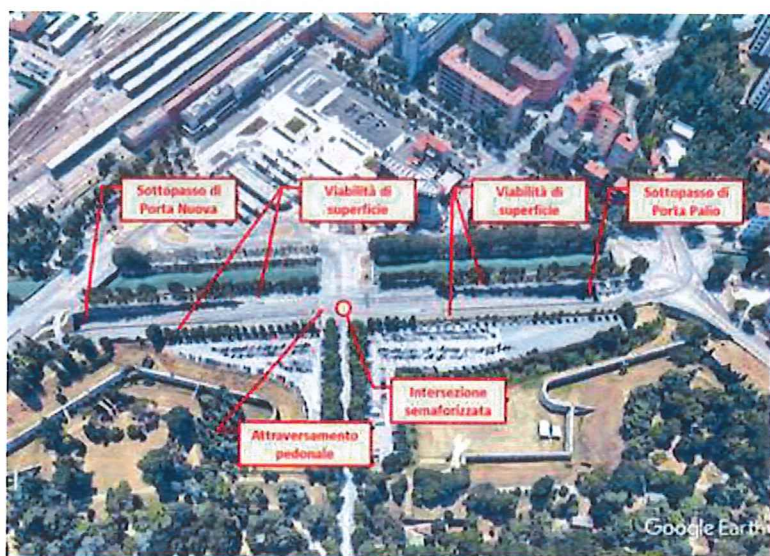 Sottopasso di
Porta Nuova
Viabilità di
superficie
Viabilità di
superficie
Sottopasso di
Porta Palio
Intersezione
semaforizzata
Attraversamento
pedonale
Google Earth